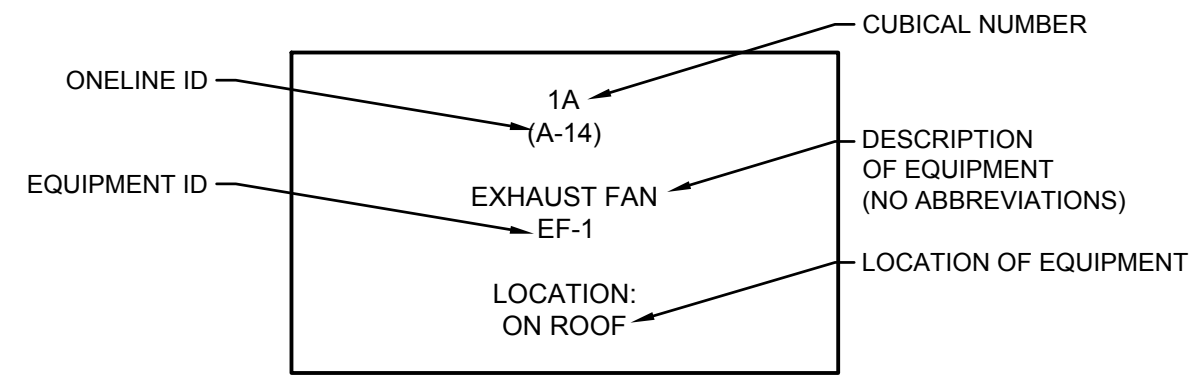 CUBICAL NUMBER
ONELINE ID
1A
(A-14)
DESCRIPTION
OF EQUIPMENT
(NO ABBREVIATIONS)
EQUIPMENT ID
EXHAUST FAN
EF-1
LOCATION OF EQUIPMENT
LOCATION:
ON ROOF